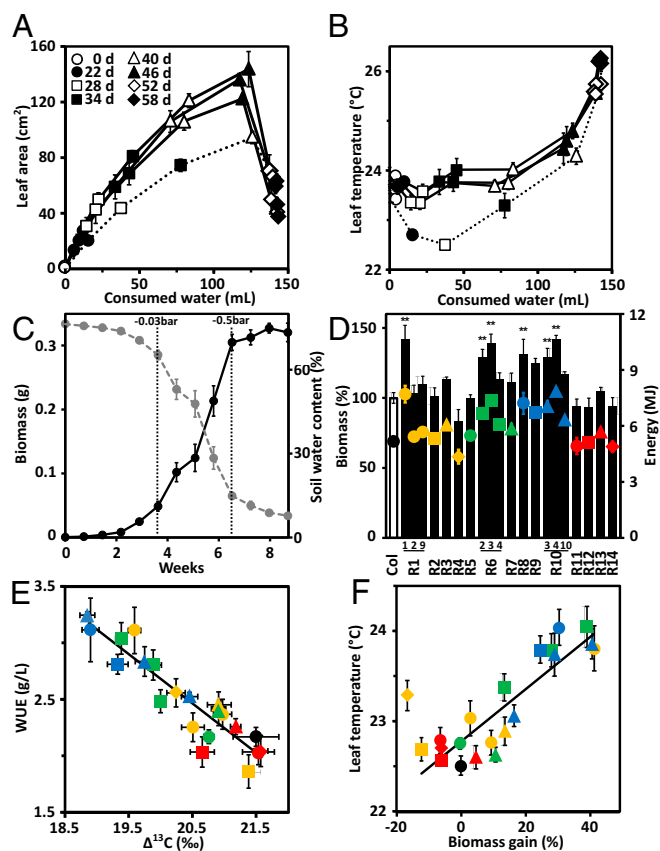 A
160
120
80
40
0
Leaf area (cm²)
0 50 100 150
Consumed water (mL)
0 d
22 d
28 d
34 d
40 d
46 d
52 d
58 d
B
26
24
22
Leaf temperature (°C)
0 50 100 150
Consumed water (mL)
C
-0.03bar
-0.5bar
0.3
0.2
0.1
0
Biomass (g)
60
30
0
Soil water content (%)
0 2 4 6 8
Weeks
D
150
100
50
0
Biomass (%)
12
9
6
3
0
Energy (MJ)
** ** ** ** ** **
1 2 9 2 3 4 3 4 10
Col R1 R2 R3 R4 R5 R6 R7 R8 R9 R10 R11 R12 R13 R14
E
3.5
2.5
1.5
WUE (g/L)
18.5 19.5 20.5 21.5
Δ¹³C (‰)
F
24
23
22
Leaf temperature (°C)
-20 0 20 40
Biomass gain (%)